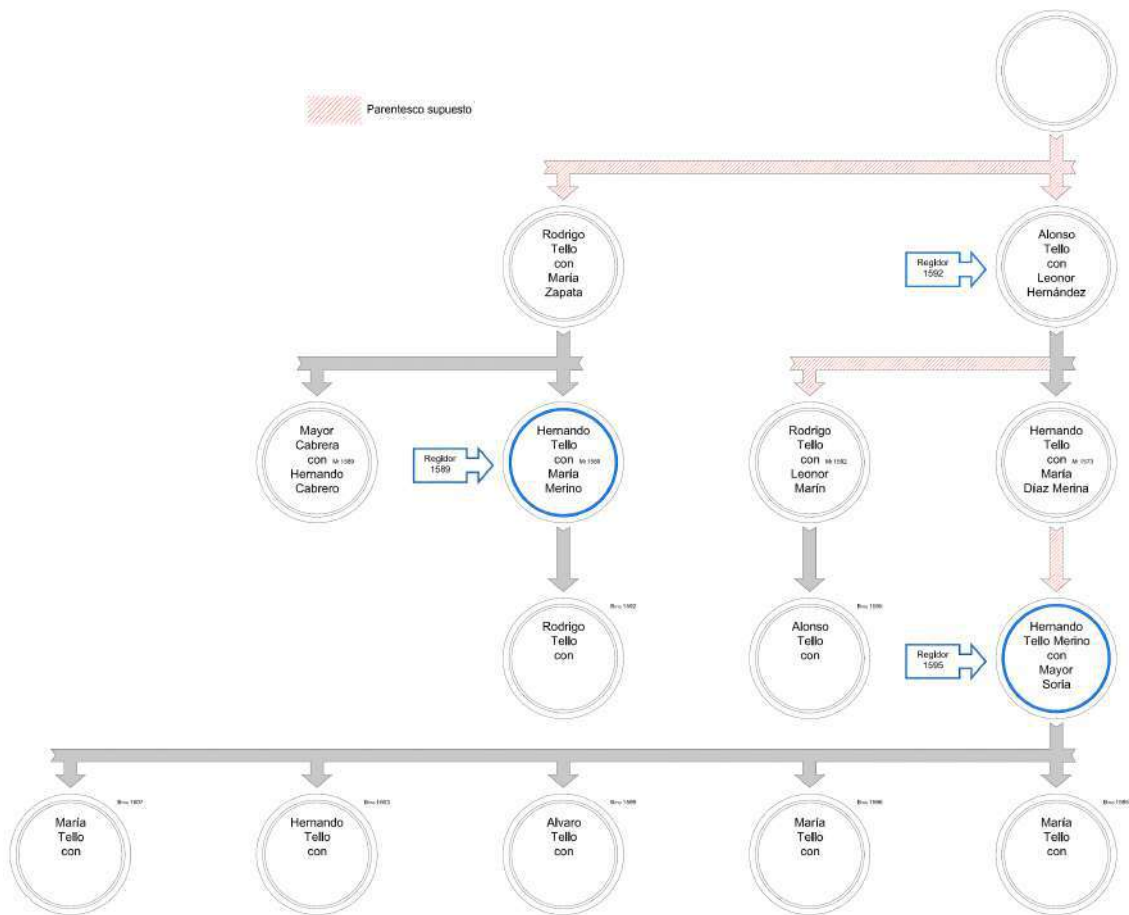 Parentesco supuesto
Rodrigo
Tello
con
María
Zapata
Regidor
1592
Alonso
Tello
con
Leonor
Hernández
Mayor
Cabrera
con
Hernando
Cabrero
Regidor
1589
Hernando
Tello
con
María
Merino
Rodrigo
Tello
con
Leonor
Marín
Hernando
Tello
con
María
Díaz Merina
Rodrigo
Tello
con
Alonso
Tello
con
Regidor
1595
Hernando
Tello Merino
con
Mayor
Soria
María
Tello
con
Hernando
Tello
con
Alvaro
Tello
con
María
Tello
con
María
Tello
con